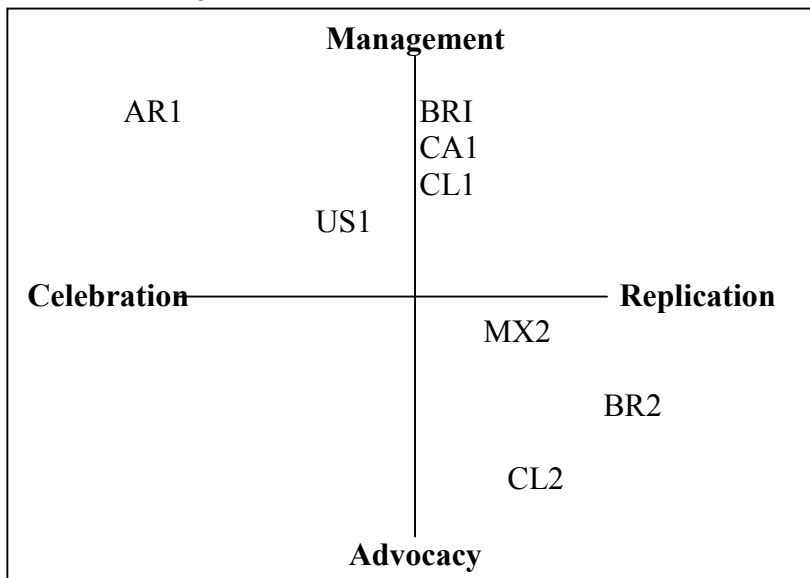 Management
AR1 BRI
CA1
CL1
US1
Celebration Replication
MX2
BR2
CL2
Advocacy